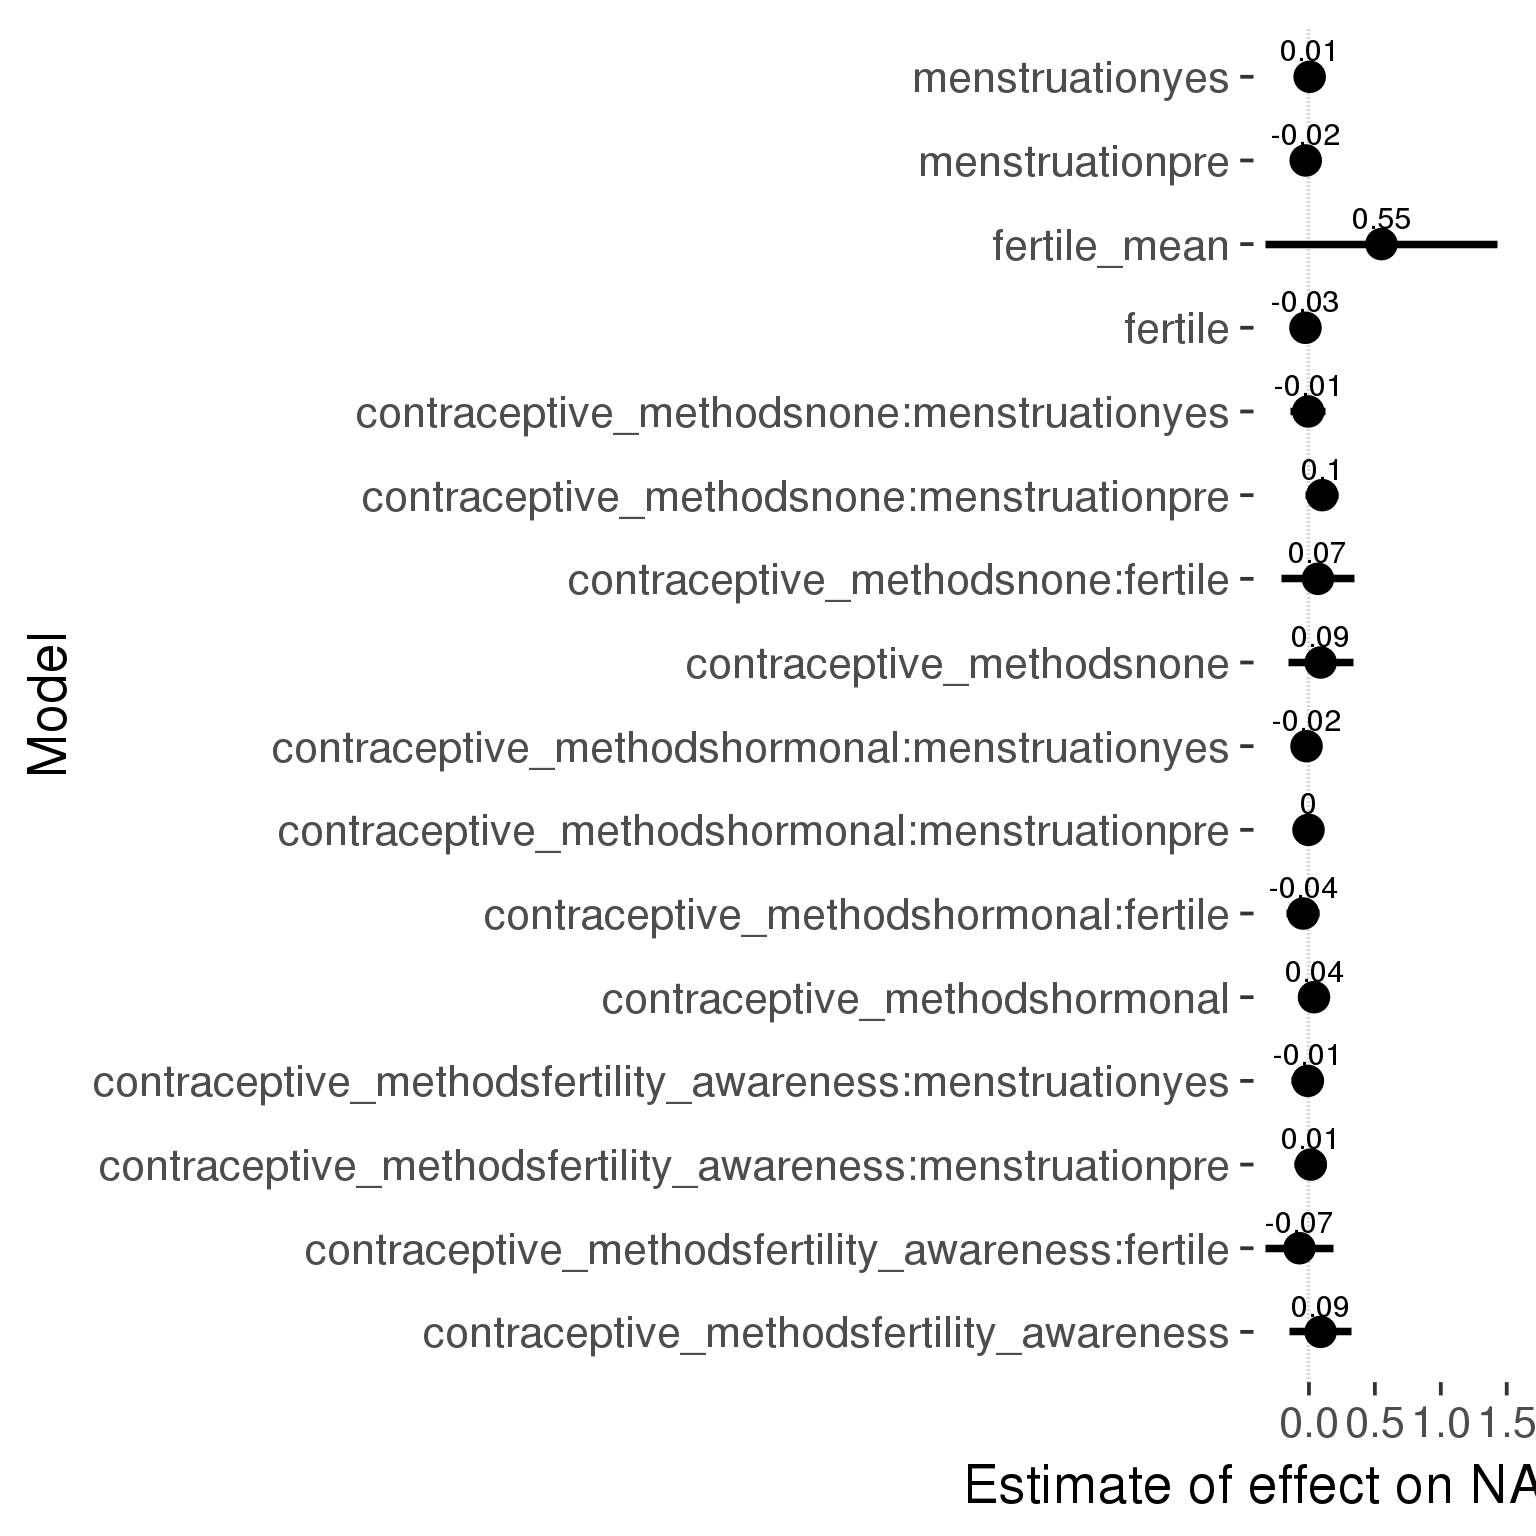 0.01
menstruationyes
-0.02
menstruationpre
0.55
fertile_mean
-0.03
fertile
-0.01
contraceptive_methodsnone:menstruationyes
0.1
contraceptive_methodsnone:menstruationpre
0.07
contraceptive_methodsnone:fertile
0.09
contraceptive_methodsnone
-0.02
contraceptive_methodshormonal:menstruationyes
0
contraceptive_methodshormonal:menstruationpre
-0.04
contraceptive_methodshormonal:fertile
0.04
contraceptive_methodshormonal
-0.01
contraceptive_methodsfertility_awareness:menstruationyes
0.01
contraceptive_methodsfertility_awareness:menstruationpre
-0.07
contraceptive_methodsfertility_awareness:fertile
0.09
contraceptive_methodsfertility_awareness
Model
0.0 0.5 1.0 1.5
Estimate of effect on NA